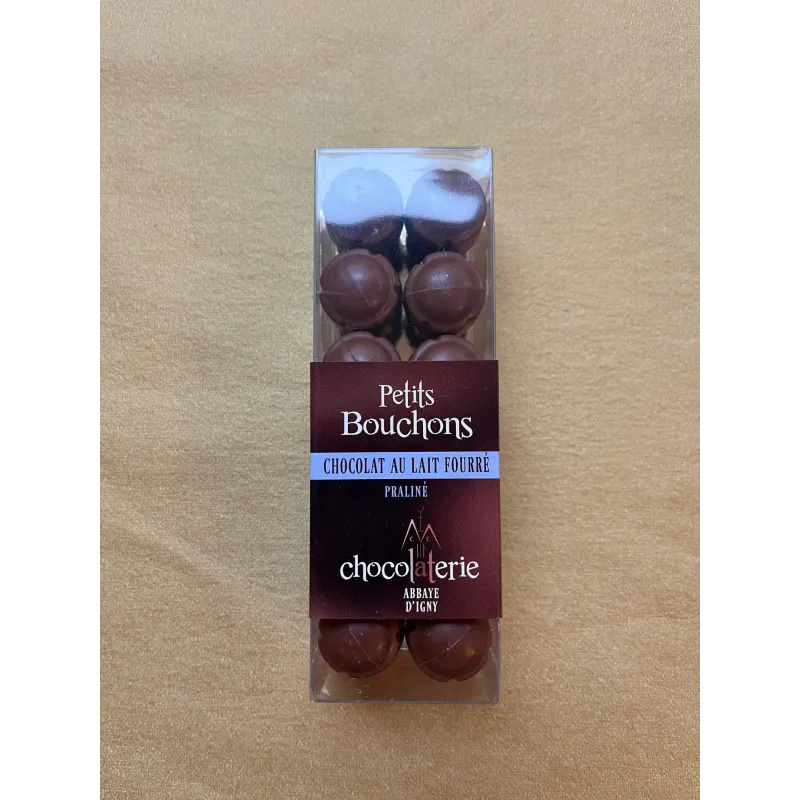 Petits
Bouchons
CHOCOLAT AU LAIT FOURRÉ
PRALINÉ
chocolaterie
ABBAYE
D'IGNY